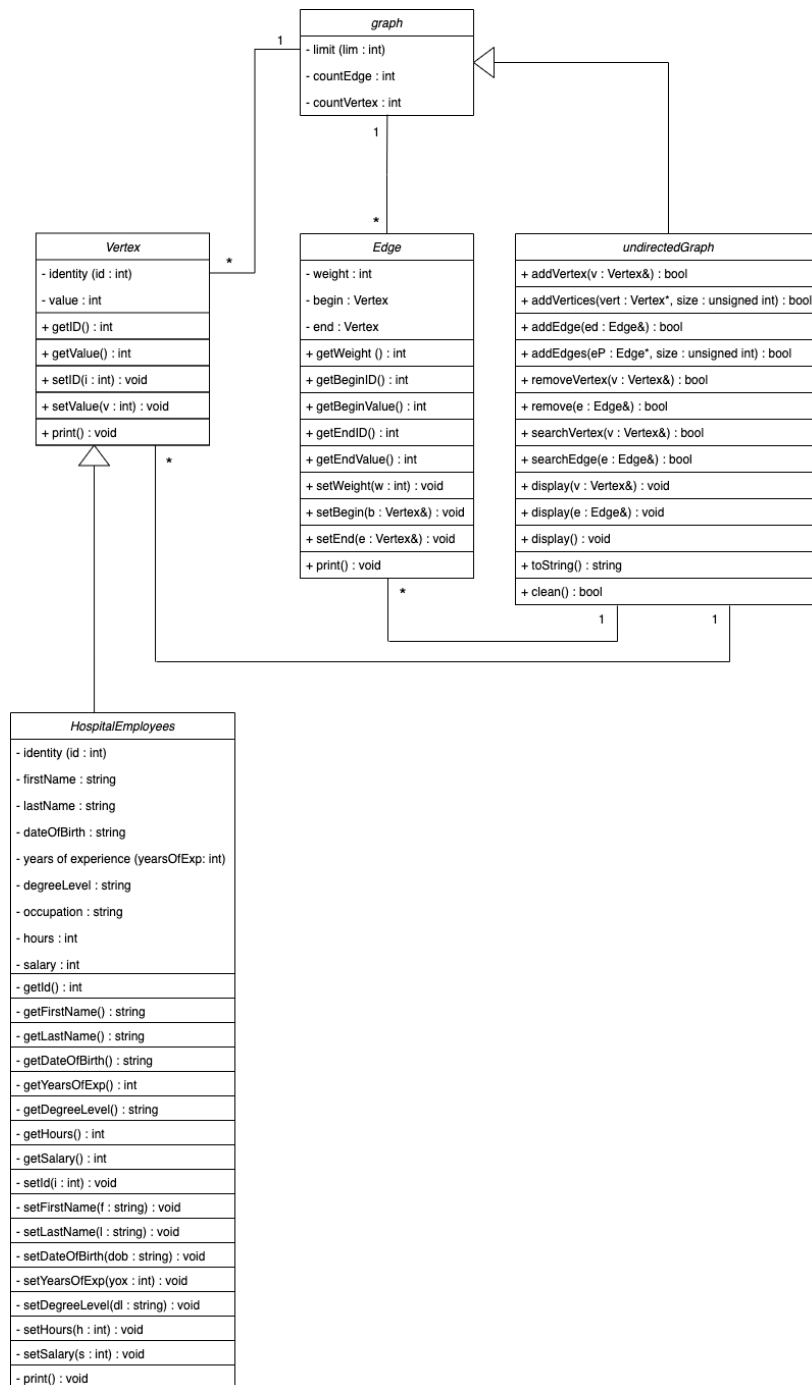 graph
- limit (lim : int)
- countEdge : int
- countVertex : int
1
1
*
*
Vertex
- identity (id : int)
- value : int
+ getID() : int
+ getValue() : int
+ setID(i : int) : void
+ setValue(v : int) : void
+ print() : void
*
Edge
- weight : int
- begin : Vertex
- end : Vertex
+ getWeight () : int
+ getBeginID() : int
+ getBeginValue() : int
+ getEndID() : int
+ getEndValue() : int
+ setWeight(w : int) : void
+ setBegin(b : Vertex&) : void
+ setEnd(e : Vertex&) : void
+ print() : void
*
undirectedGraph
+ addVertex(v : Vertex&) : bool
+ addVertices(vert : Vertex*, size : unsigned int) : bool
+ addEdge(ed : Edge&) : bool
+ addEdges(eP : Edge*, size : unsigned int) : bool
+ removeVertex(v : Vertex&) : bool
+ remove(e : Edge&) : bool
+ searchVertex(v : Vertex&) : bool
+ searchEdge(e : Edge&) : bool
+ display(v : Vertex&) : void
+ display(e : Edge&) : void
+ display() : void
+ toString() : string
+ clean() : bool
1
1
HospitalEmployees
- identity (id : int)
- firstName : string
- lastName : string
- dateOfBirth : string
- years of experience (yearsOfExp: int)
- degreeLevel : string
- occupation : string
- hours : int
- salary : int
- getId() : int
- getFirstName() : string
- getLastName() : string
- getDateOfBirth() : string
- getYearsOfExp() : int
- getDegreeLevel() : string
- getHours() : int
- getSalary() : int
- setId(i : int) : void
- setFirstName(f : string) : void
- setLastName(l : string) : void
- setDateOfBirth(dob : string) : void
- setYearsOfExp(yox : int) : void
- setDegreeLevel(dl : string) : void
- setHours(h : int) : void
- setSalary(s : int) : void
- print() : void